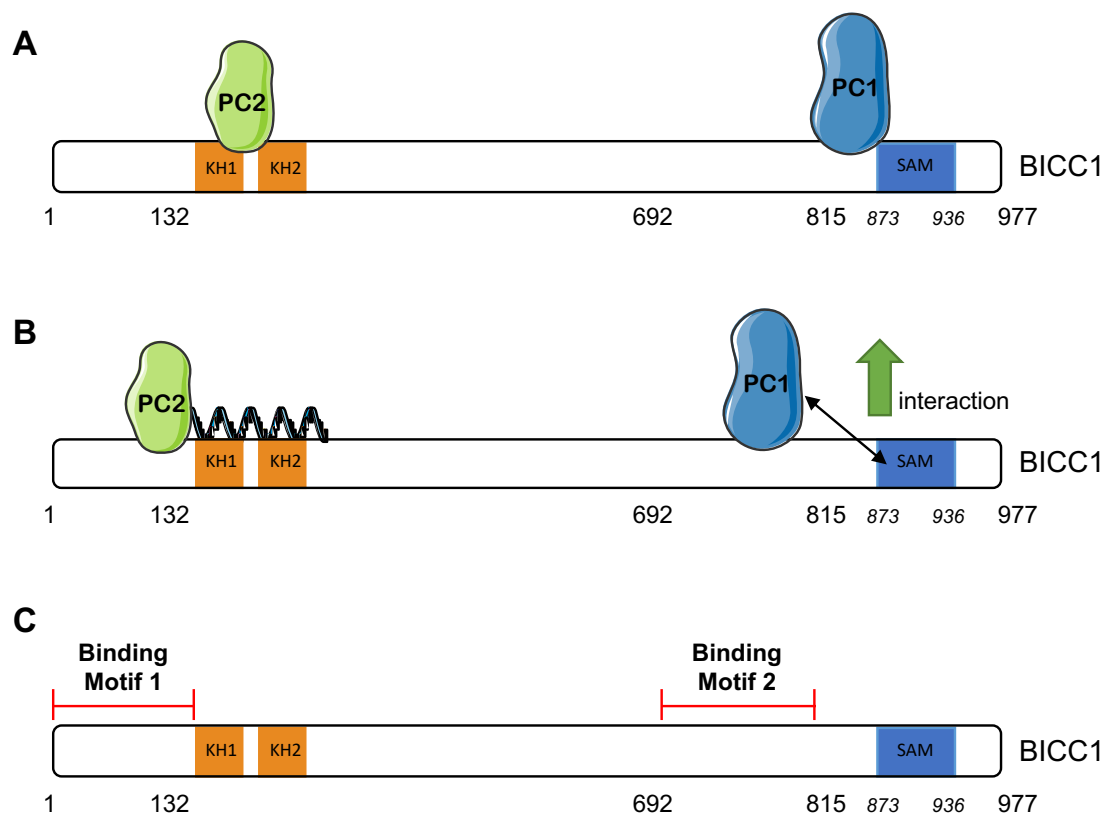 A
PC2
PC1
KH1 KH2 SAM BICC1
1 132 692 815 873 936 977
B
PC2
PC1
interaction
KH1 KH2 SAM BICC1
1 132 692 815 873 936 977
C
Binding
Motif 1
Binding
Motif 2
KH1 KH2 SAM BICC1
1 132 692 815 873 936 977